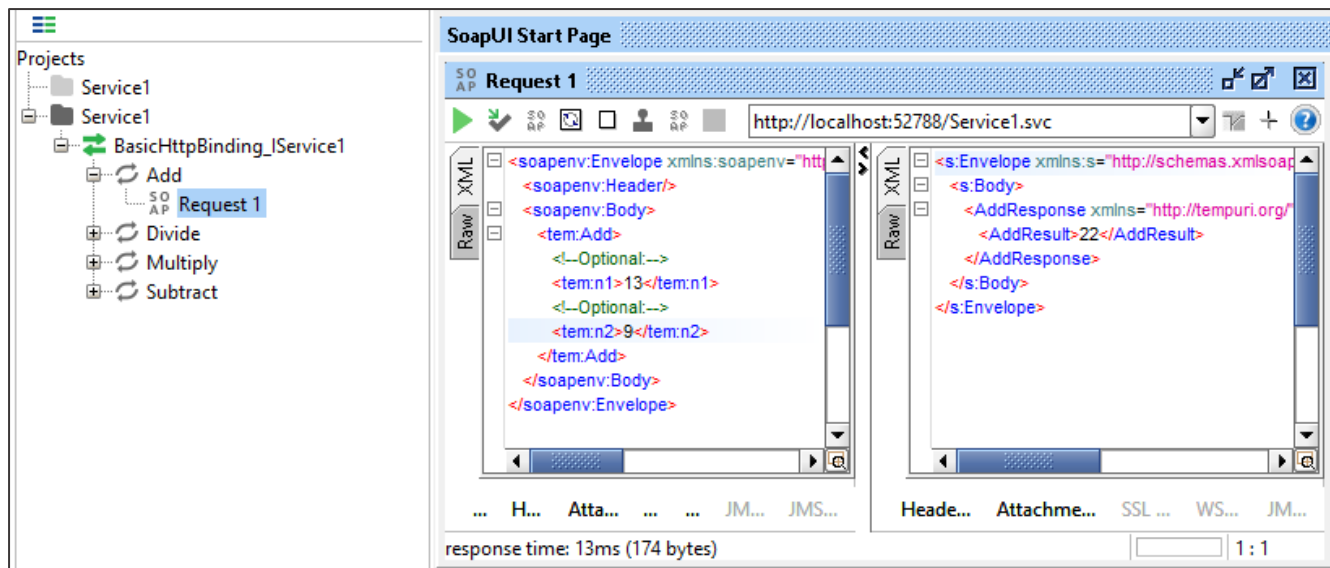 Projects
Service1
Service1
BasicHttpBinding_IService1
Add
SOAP Request 1
Divide
Multiply
Subtract
SoapUI Start Page
SOAP Request 1
SOAP SOAP http://localhost:52788/Service1.svc
XML
Raw
<soapenv:Envelope xmlns:soapenv="http
<soapenv:Header/>
<soapenv:Body>
<tem:Add>
<!--Optional:-->
<tem:n1>13</tem:n1>
<!--Optional:-->
<tem:n2>9</tem:n2>
</tem:Add>
</soapenv:Body>
</soapenv:Envelope>
... H... Atta... ... ... JM... JMS...
XML
Raw
<s:Envelope xmlns:s="http://schemas.xmlsoap
<s:Body>
<AddResponse xmlns="http://tempuri.org/"
<AddResult>22</AddResult>
</AddResponse>
</s:Body>
</s:Envelope>
Heade... Attachme... SSL ... WS... JM...
response time: 13ms (174 bytes)
1 : 1